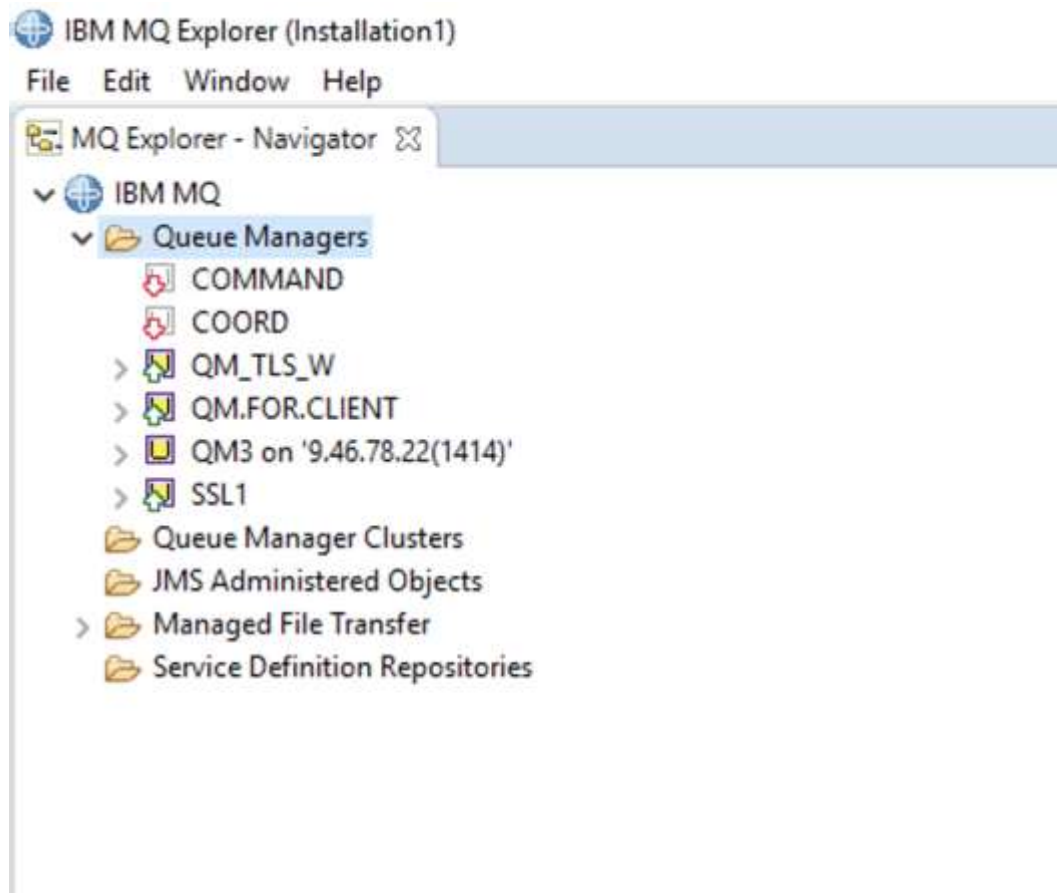 IBM MQ Explorer (Installation1)
File Edit Window Help
MQ Explorer - Navigator
IBM MQ
Queue Managers
COMMAND
COORD
QM_TLS_W
QM.FOR.CLIENT
QM3 on '9.46.78.22(1414)'
SSL1
Queue Manager Clusters
JMS Administered Objects
Managed File Transfer
Service Definition Repositories